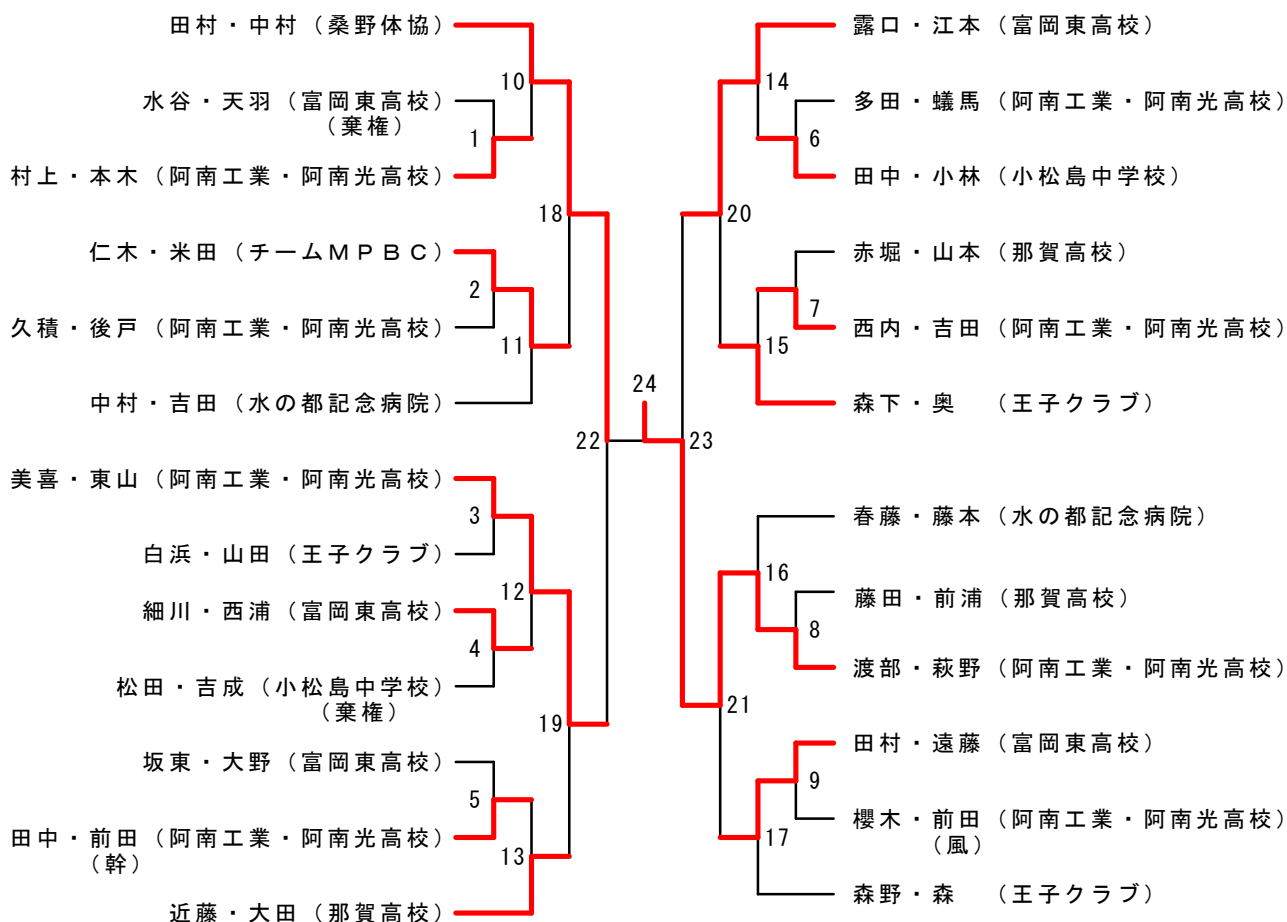 田村・中村（桑野体協）
10
水谷・天羽（富岡東高校）
（棄権）
1
村上・本木（阿南工業・阿南光高校）
18
仁木・米田（チームＭＰＢＣ）
2
久積・後戸（阿南工業・阿南光高校）
11
中村・吉田（水の都記念病院）
22
美喜・東山（阿南工業・阿南光高校）
3
白浜・山田（王子クラブ）
12
細川・西浦（富岡東高校）
4
松田・吉成（小松島中学校）
（棄権）
19
坂東・大野（富岡東高校）
5
田中・前田（阿南工業・阿南光高校）
（幹）
13
近藤・大田（那賀高校）
24
露口・江本（富岡東高校）
14
多田・蟻馬（阿南工業・阿南光高校）
6
田中・小林（小松島中学校）
20
赤堀・山本（那賀高校）
7
西内・吉田（阿南工業・阿南光高校）
15
森下・奥　（王子クラブ）
23
春藤・藤本（水の都記念病院）
16
藤田・前浦（那賀高校）
8
渡部・萩野（阿南工業・阿南光高校）
21
田村・遠藤（富岡東高校）
9
櫻木・前田（阿南工業・阿南光高校）
（風）
17
森野・森　（王子クラブ）